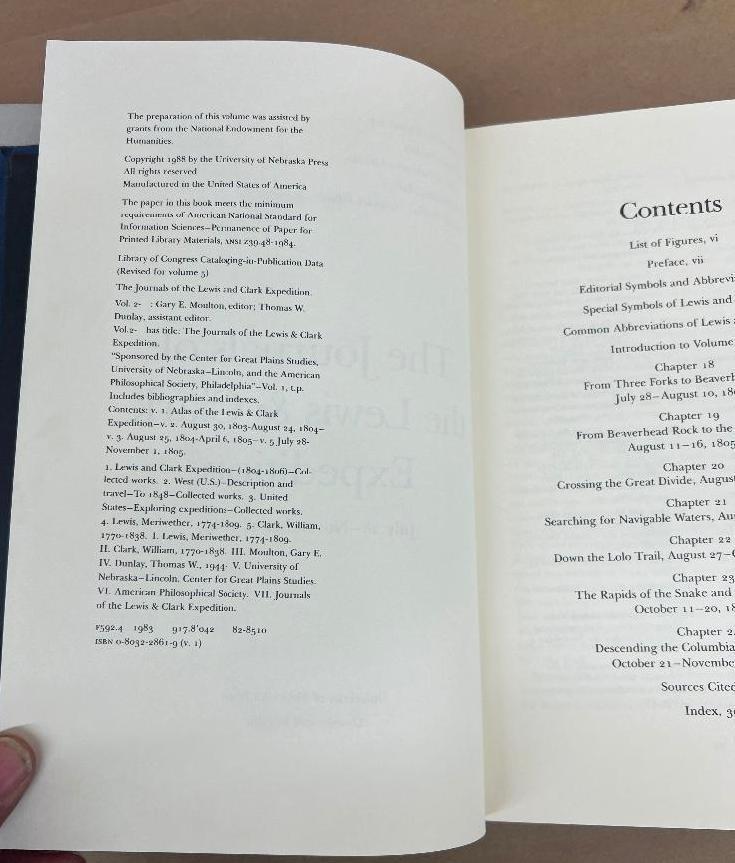 The preparation of this volume was assisted by
grants from the National Endowment for the
Humanities.
Copyright 1988 by the University of Nebraska Press
All rights reserved
Manufactured in the United States of America
The paper in this book meets the minimum
requirements of American National Standard for
Information Sciences—Permanence of Paper for
Printed Library Materials, ANSI Z39.48-1984.
Library of Congress Cataloging-in-Publication Data
(Revised for volume 5)
The Journals of the Lewis and Clark Expedition.
Vol. 2- : Gary E. Moulton, editor; Thomas W.
Dunlay, assistant editor.
Vol.2- has title: The Journals of the Lewis & Clark
Expedition.
"Sponsored by the Center for Great Plains Studies,
University of Nebraska—Lincoln, and the American
Philosophical Society, Philadelphia"—Vol. 1, t.p.
Includes bibliographies and indexes.
Contents: v. 1. Atlas of the Lewis & Clark
Expedition—v. 2. August 30, 1803-August 24, 1804—
v. 3. August 25, 1804-April 6, 1805—v. 5 July 28-
November 1, 1805.
1. Lewis and Clark Expedition—(1804-1806)—Col-
lected works. 2. West (U.S.)—Description and
travel—To 1848—Collected works. 3. United
States—Exploring expeditions—Collected works.
4. Lewis, Meriwether, 1774-1809. 5. Clark, William,
1770-1838. I. Lewis, Meriwether, 1774-1809.
II. Clark, William, 1770-1838. III. Moulton, Gary E.
IV. Dunlay, Thomas W., 1944- V. University of
Nebraska—Lincoln. Center for Great Plains Studies.
VI. American Philosophical Society. VII. Journals
of the Lewis & Clark Expedition.
F592.4 1983 917.8'042 82-8510
ISBN 0-8032-2861-9 (v. 1)
Contents
List of Figures, vi
Preface, vii
Editorial Symbols and Abbrevi
Special Symbols of Lewis and
Common Abbreviations of Lewis
Introduction to Volume
Chapter 18
From Three Forks to Beaverh
July 28–August 10, 18
Chapter 19
From Beaverhead Rock to the
August 11–16, 1805
Chapter 20
Crossing the Great Divide, August
Chapter 21
Searching for Navigable Waters, Au
Chapter 22
Down the Lolo Trail, August 27–
Chapter 23
The Rapids of the Snake and
October 11–20, 18
Chapter 2
Descending the Columbia
October 21–Novembe
Sources Cited
Index, 3